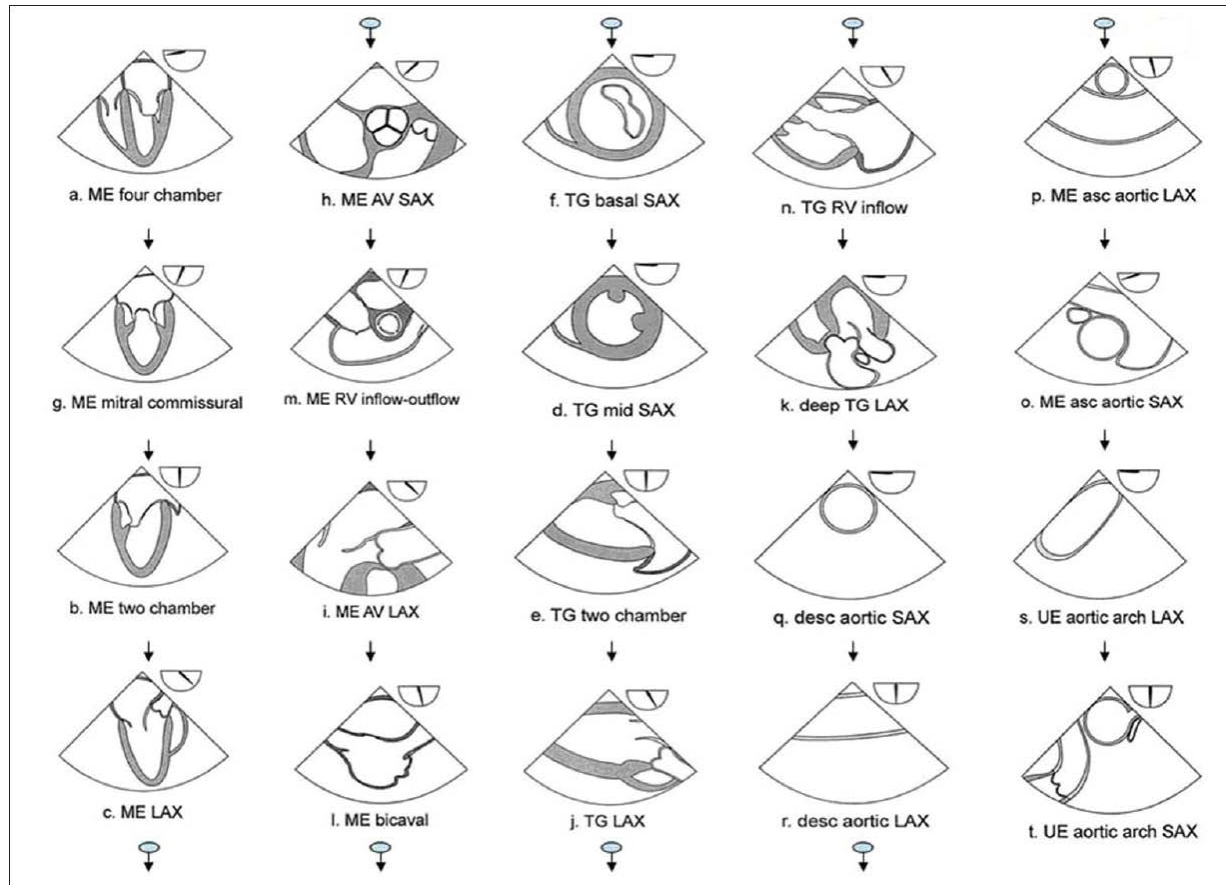 a. ME four chamber
g. ME mitral commissural
b. ME two chamber
c. ME LAX
h. ME AV SAX
m. ME RV inflow-outflow
i. ME AV LAX
l. ME bicaval
f. TG basal SAX
d. TG mid SAX
e. TG two chamber
j. TG LAX
n. TG RV inflow
k. deep TG LAX
q. desc aortic SAX
r. desc aortic LAX
p. ME asc aortic LAX
o. ME asc aortic SAX
s. UE aortic arch LAX
t. UE aortic arch SAX